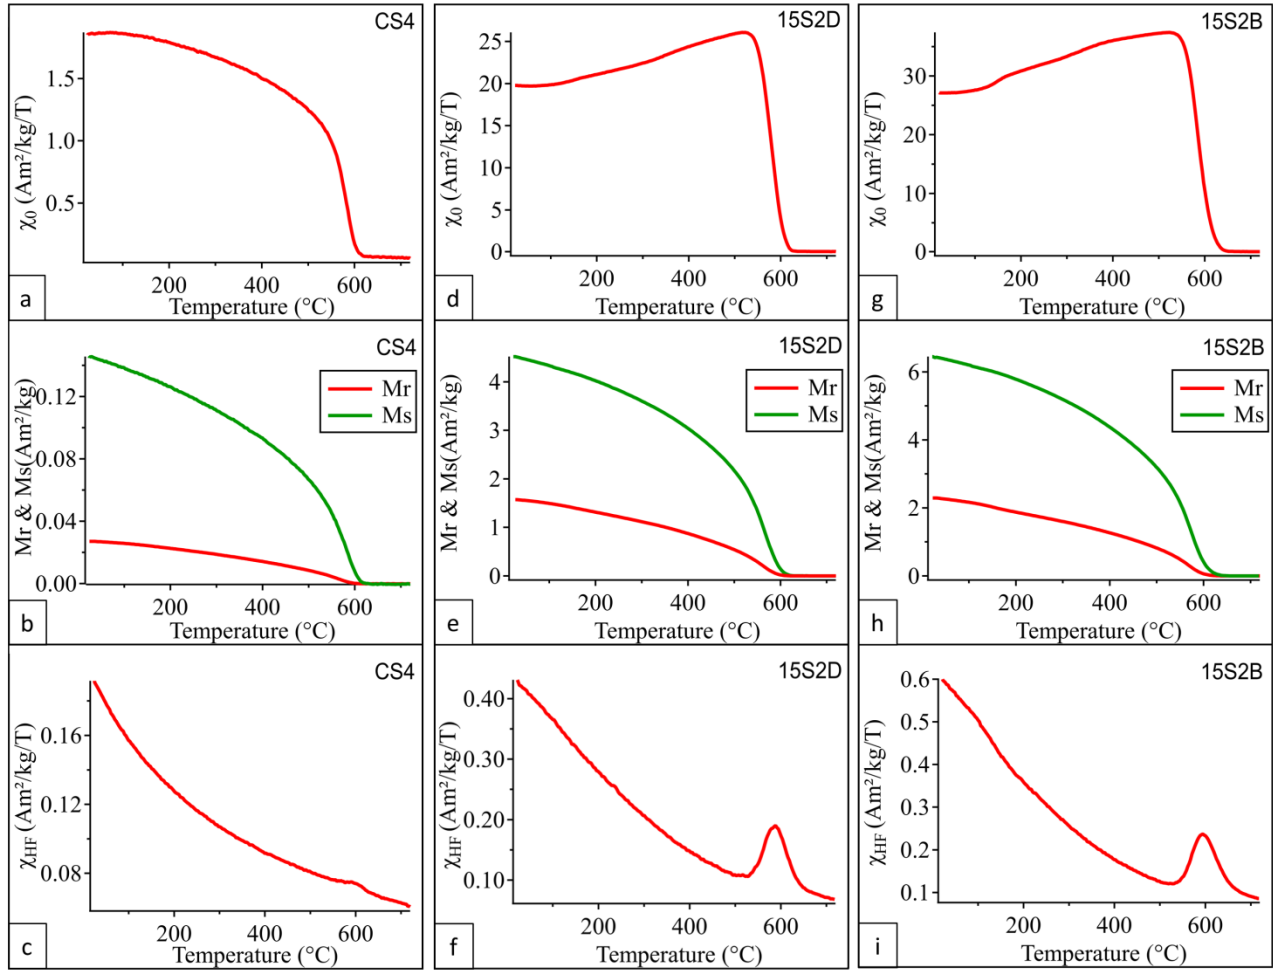 CS4
χ₀ (Am²/kg/T)
1.5
1.0
0.5
200 400 600
Temperature (°C)
a
15S2D
χ₀ (Am²/kg/T)
25
20
15
10
5
0
200 400 600
Temperature (°C)
d
15S2B
χ₀ (Am²/kg/T)
30
20
10
0
200 400 600
Temperature (°C)
g
CS4
Mr & Ms(Am²/kg)
0.12
0.08
0.04
0.00
Mr
Ms
200 400 600
Temperature (°C)
b
15S2D
Mr & Ms(Am²/kg)
4
3
2
1
0
Mr
Ms
200 400 600
Temperature (°C)
e
15S2B
Mr & Ms(Am²/kg)
6
4
2
0
Mr
Ms
200 400 600
Temperature (°C)
h
CS4
χHF (Am²/kg/T)
0.16
0.12
0.08
200 400 600
Temperature (°C)
c
15S2D
χHF (Am²/kg/T)
0.40
0.30
0.20
0.10
200 400 600
Temperature (°C)
f
15S2B
χHF (Am²/kg/T)
0.6
0.5
0.4
0.3
0.2
0.1
200 400 600
Temperature (°C)
i